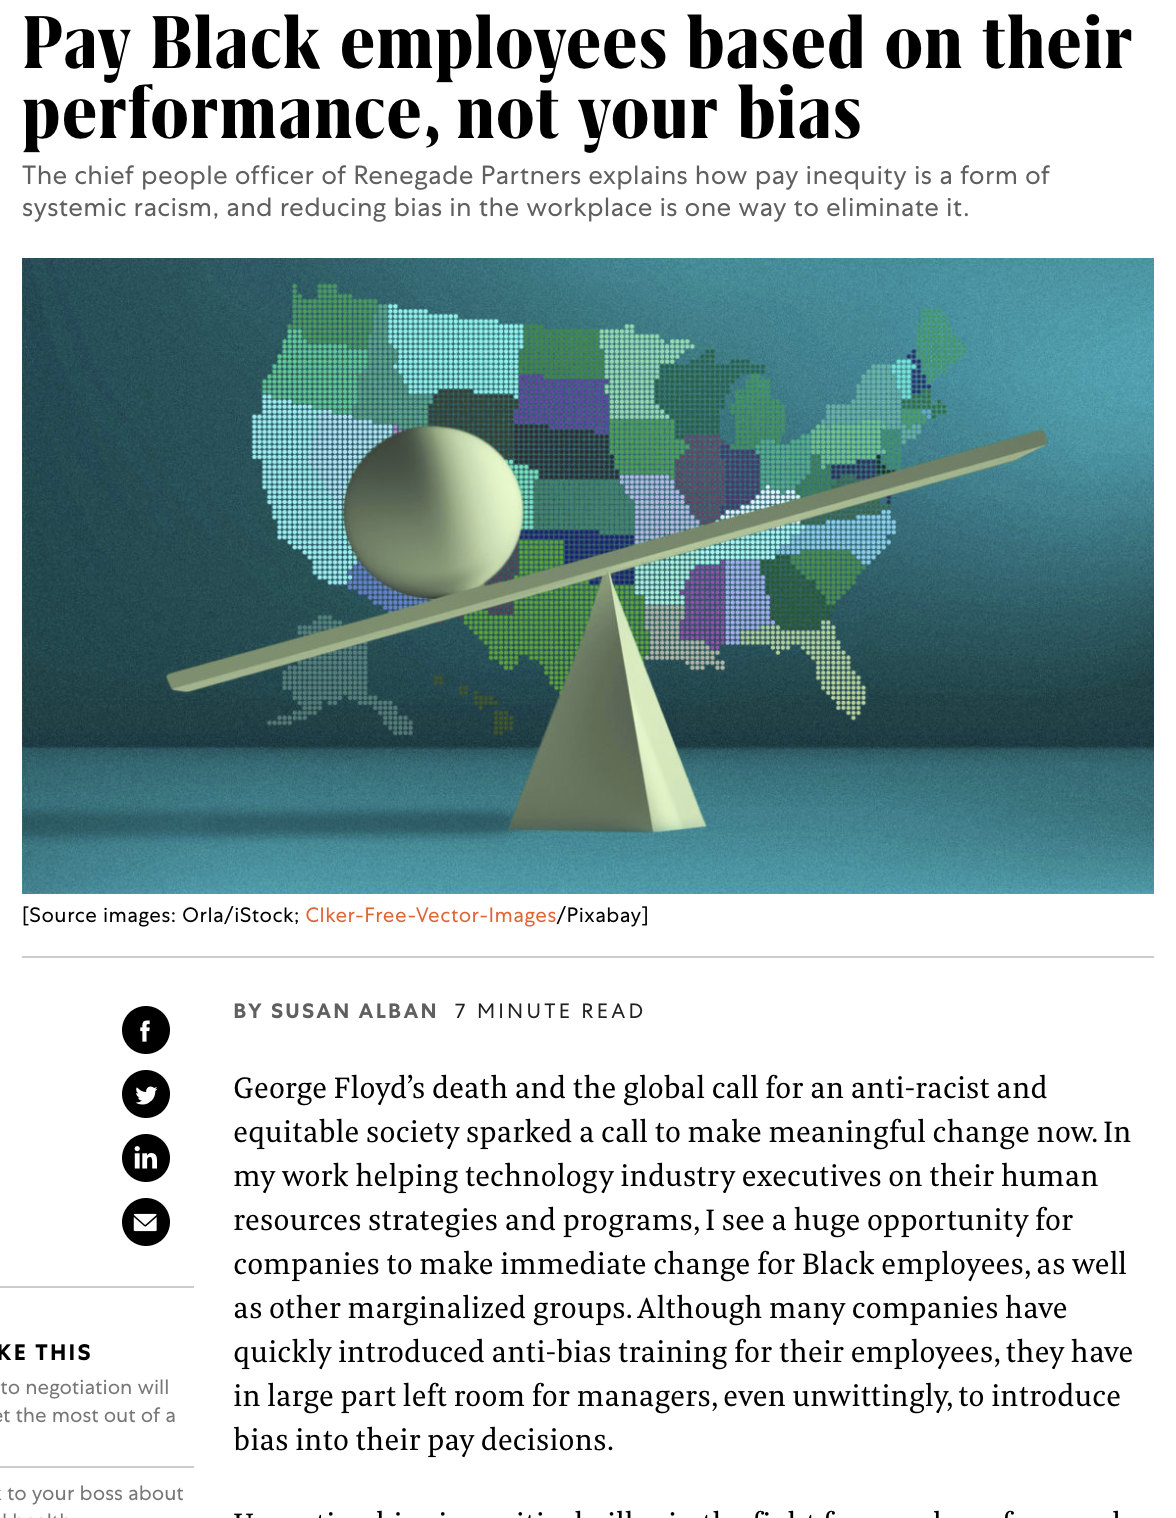 Pay Black employees based on their
performance, not your bias
The chief people officer of Renegade Partners explains how pay inequity is a form of
systemic racism, and reducing bias in the workplace is one way to eliminate it.
[Source images: Orla/iStock; Clker-Free-Vector-Images/Pixabay]
BY SUSAN ALBAN 7 MINUTE READ
George Floyd’s death and the global call for an anti-racist and
equitable society sparked a call to make meaningful change now. In
my work helping technology industry executives on their human
resources strategies and programs, I see a huge opportunity for
companies to make immediate change for Black employees, as well
as other marginalized groups. Although many companies have
quickly introduced anti-bias training for their employees, they have
in large part left room for managers, even unwittingly, to introduce
bias into their pay decisions.
KE THIS
to negotiation will
et the most out of a
to your boss about